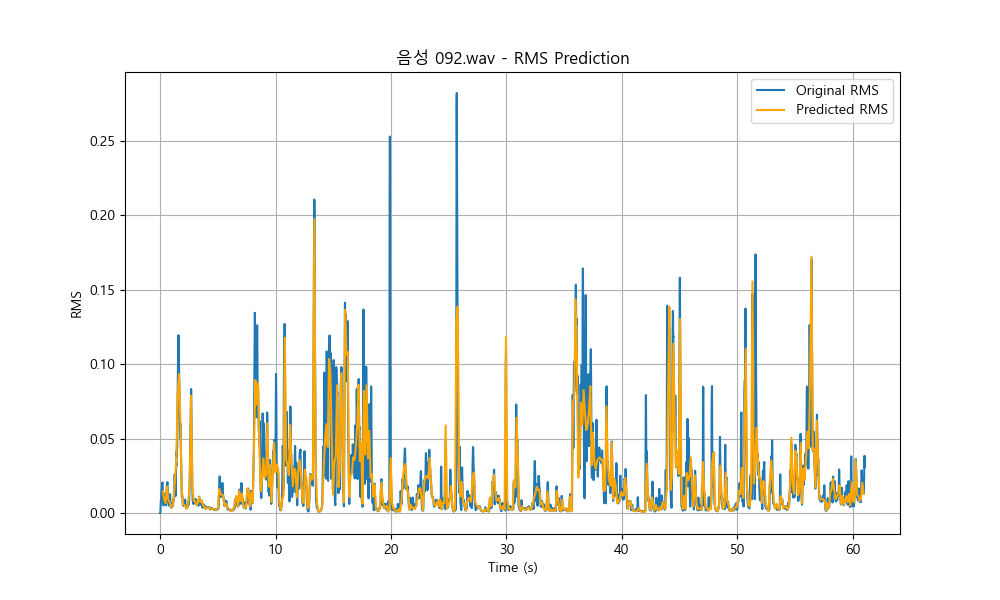 음성 092.wav - RMS Prediction
Original RMS
Predicted RMS
RMS
0.25
0.20
0.15
0.10
0.05
0.00
0 10 20 30 40 50 60
Time (s)